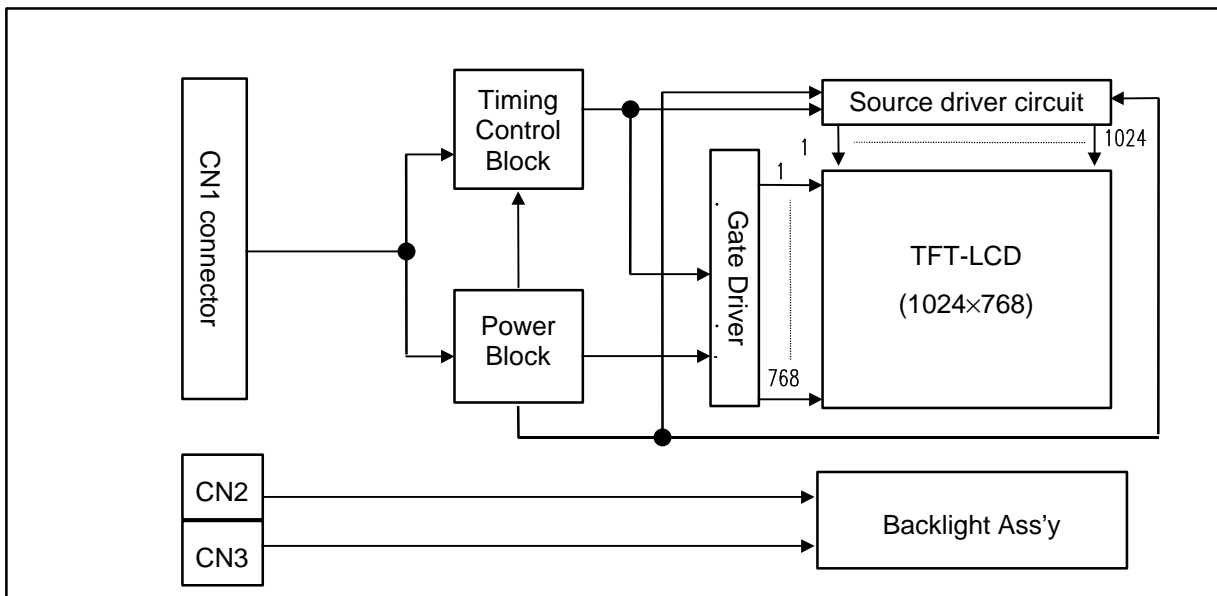 CN1 connector
Timing
Control
Block
Power
Block
Gate Driver
Source driver circuit
1
1024
1
768
TFT-LCD
(1024×768)
CN2
CN3
Backlight Ass'y